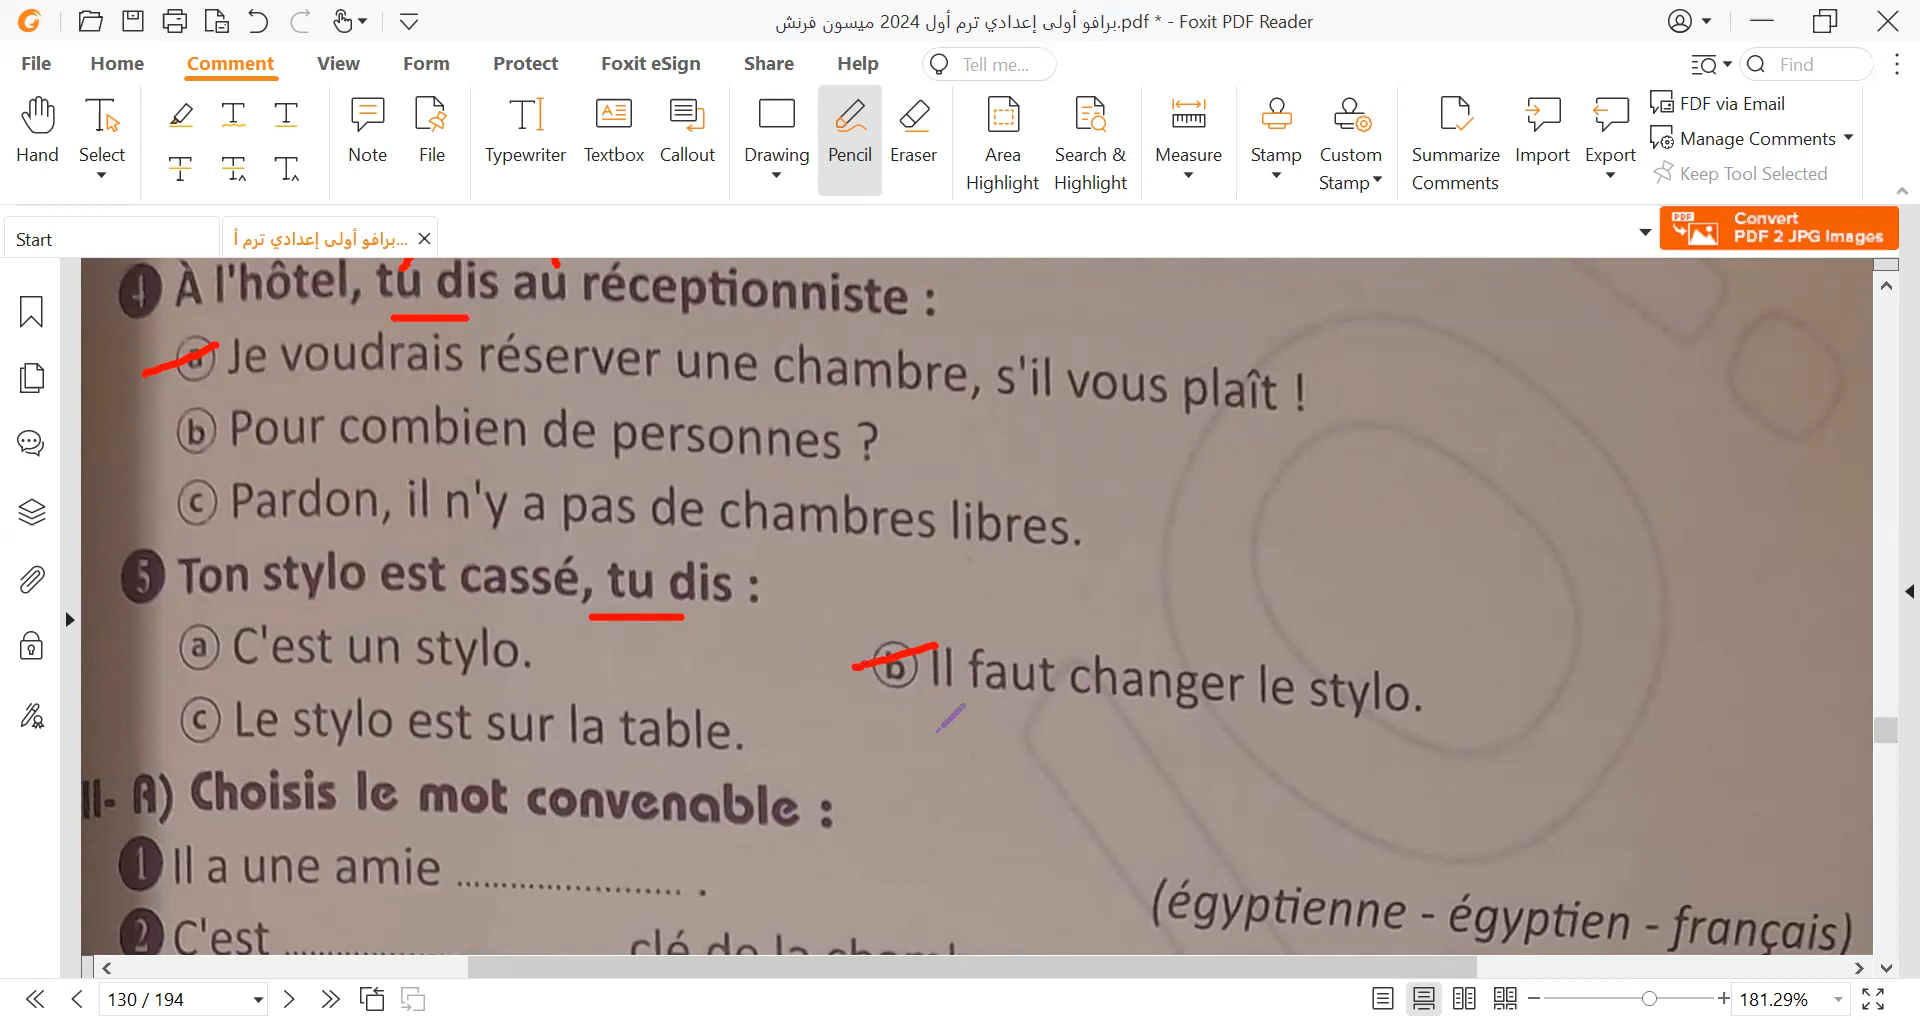 برافو أولى إعدادي ترم أول 2024 ميسون فرنش.pdf * - Foxit PDF Reader
File Home Comment View Form Protect Foxit eSign Share Help Tell me... Find
Hand Select Note File Typewriter Textbox Callout Drawing Pencil Eraser Area Highlight Search & Highlight Measure Stamp Custom Stamp Summarize Comments Import Export
FDF via Email
Manage Comments
Keep Tool Selected
Start
برافو أولى إعدادي ترم أ...
Convert
PDF 2 JPG Images
4 À l'hôtel, tu dis au réceptionniste :
a Je voudrais réserver une chambre, s'il vous plaît !
b Pour combien de personnes ?
c Pardon, il n'y a pas de chambres libres.
5 Ton stylo est cassé, tu dis :
a C'est un stylo.
b Il faut changer le stylo.
c Le stylo est sur la table.
II- A) Choisis le mot convenable :
1 Il a une amie ........................ .
(égyptienne - égyptien - français)
2 C'est .................... clé de la
130 / 194
181.29%